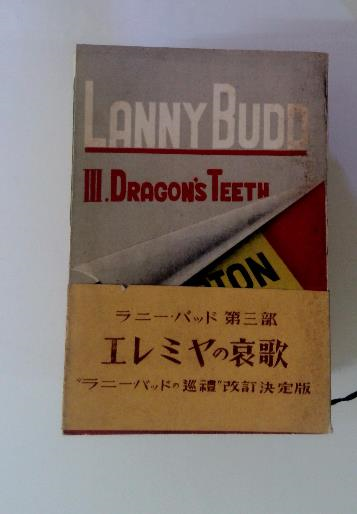 LANNY BUDD
III. DRAGON'S TEETH
TON
ラニー・バッド 第三部
エレミヤの哀歌
"ラニーバッドの巡禮"改訂決定版